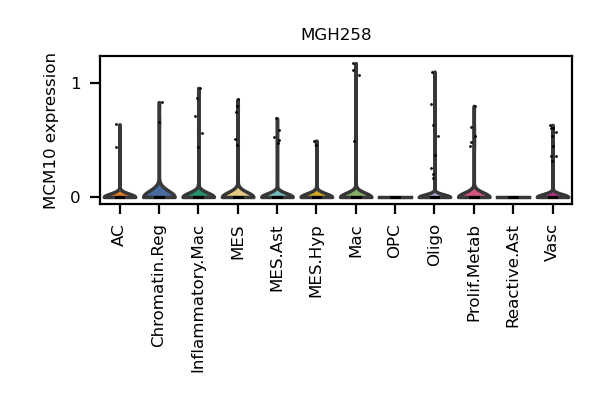 MGH258
MCM10 expression
1
0
AC
Chromatin.Reg
Inflammatory.Mac
MES
MES.Ast
MES.Hyp
Mac
OPC
Oligo
Prolif.Metab
Reactive.Ast
Vasc